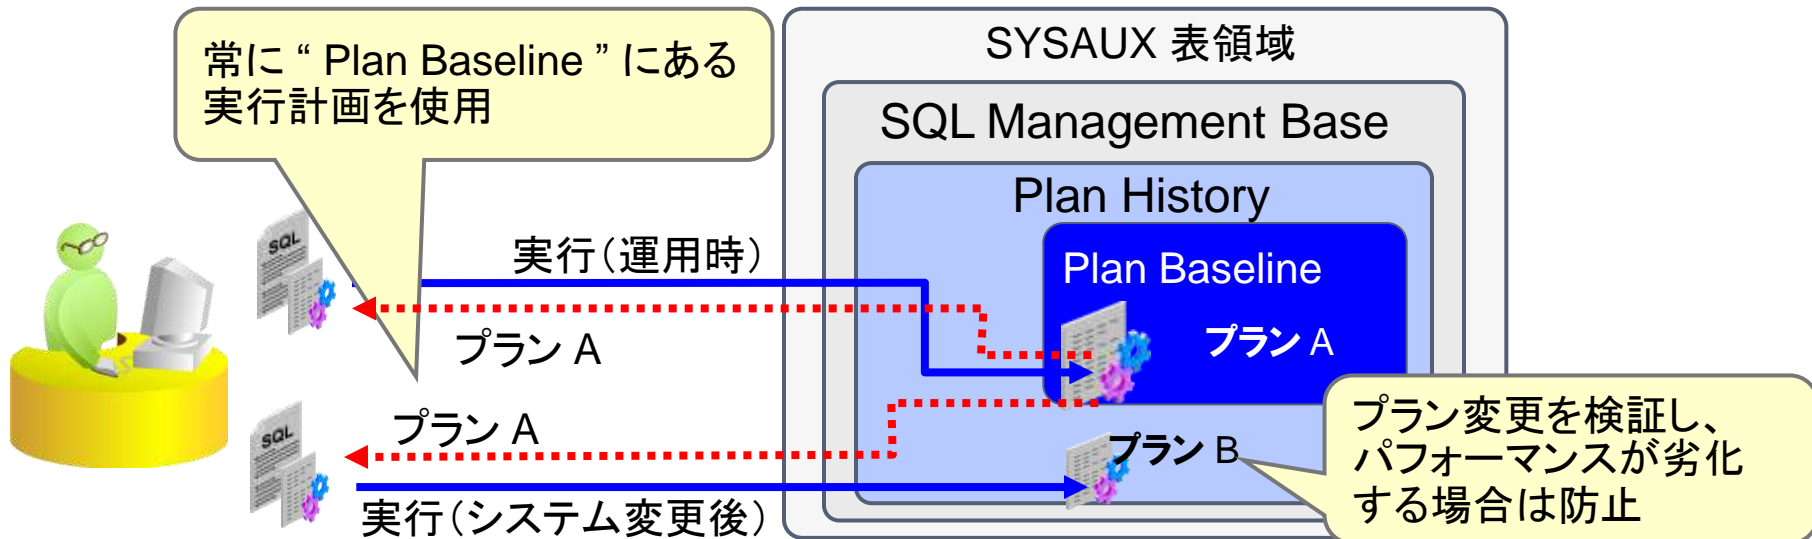 常に “ Plan Baseline ” にある
実行計画を使用
SYSAUX 表領域
SQL Management Base
Plan History
Plan Baseline
プラン A
SQL
実行（運用時）
プラン A
プラン A
SQL
実行（システム変更後）
プラン B
プラン変更を検証し、
パフォーマンスが劣化
する場合は防止